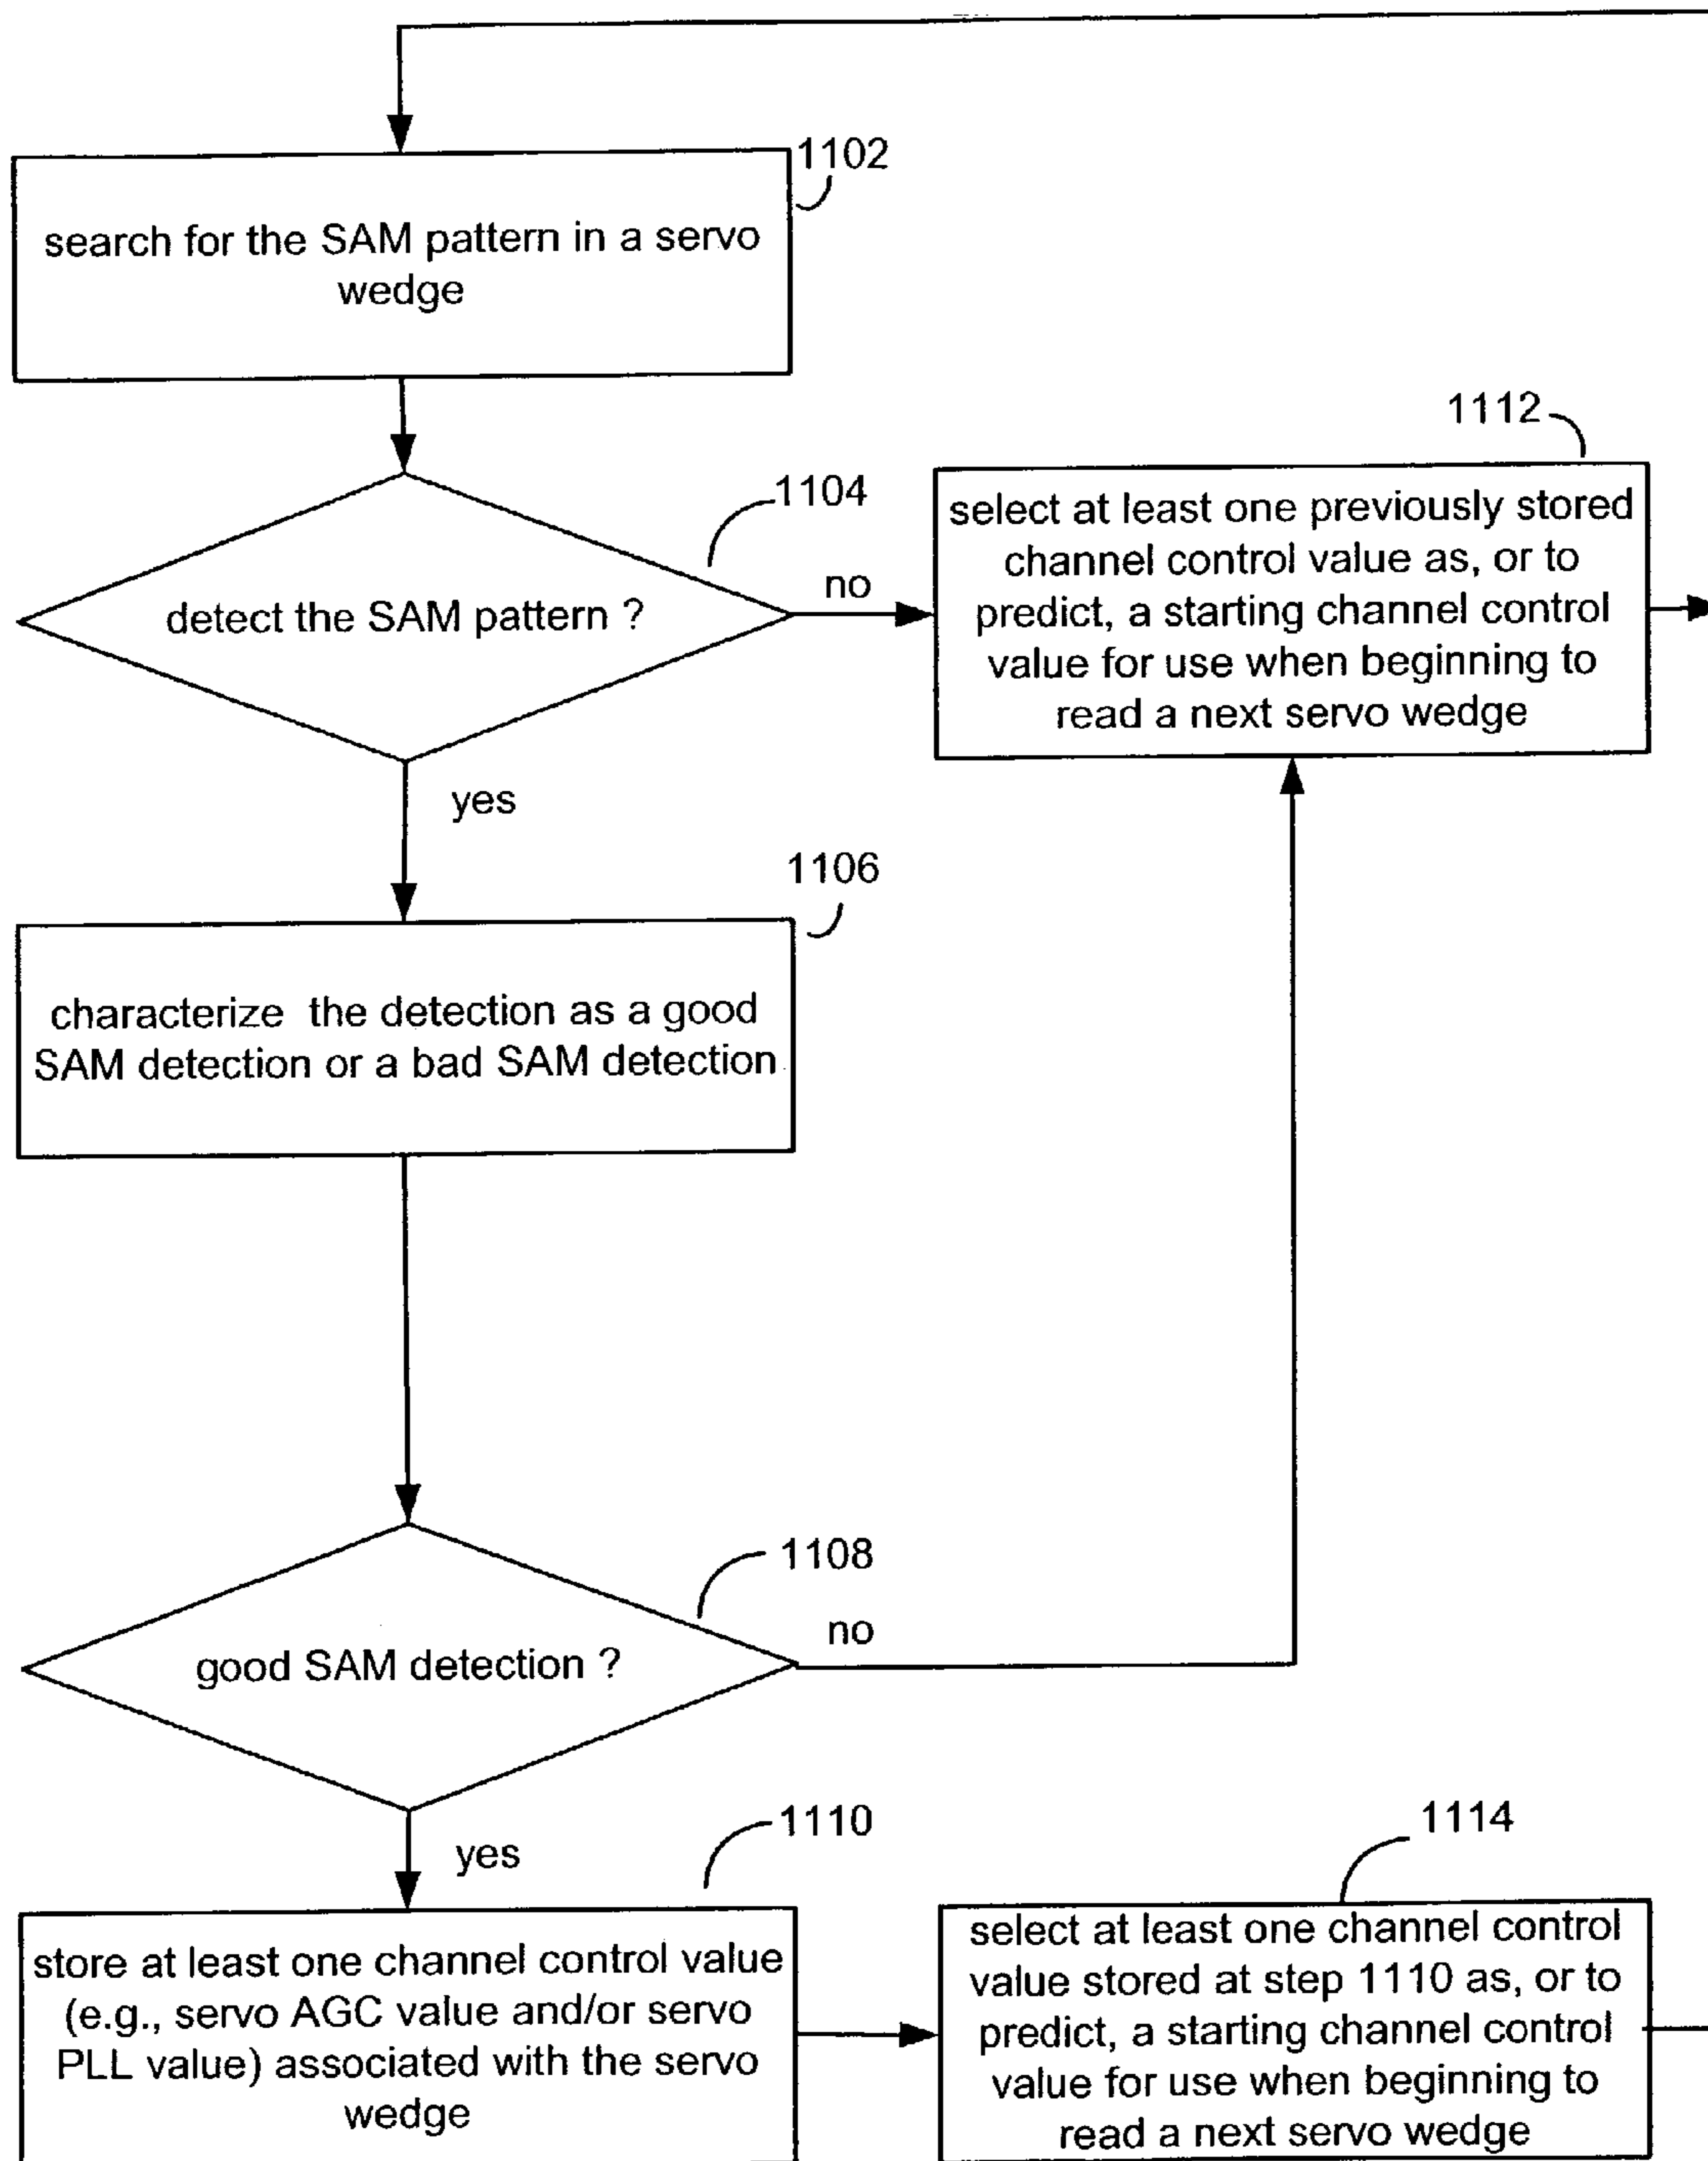 1102
search for the SAM pattern in a servo
wedge
1104
detect the SAM pattern ?
no
yes
1112
select at least one previously stored
channel control value as, or to
predict, a starting channel control
value for use when beginning to
read a next servo wedge
1106
characterize the detection as a good
SAM detection or a bad SAM detection
1108
good SAM detection ?
no
yes
1110
store at least one channel control value
(e.g., servo AGC value and/or servo
PLL value) associated with the servo
wedge
1114
select at least one channel control
value stored at step 1110 as, or to
predict, a starting channel control
value for use when beginning to
read a next servo wedge